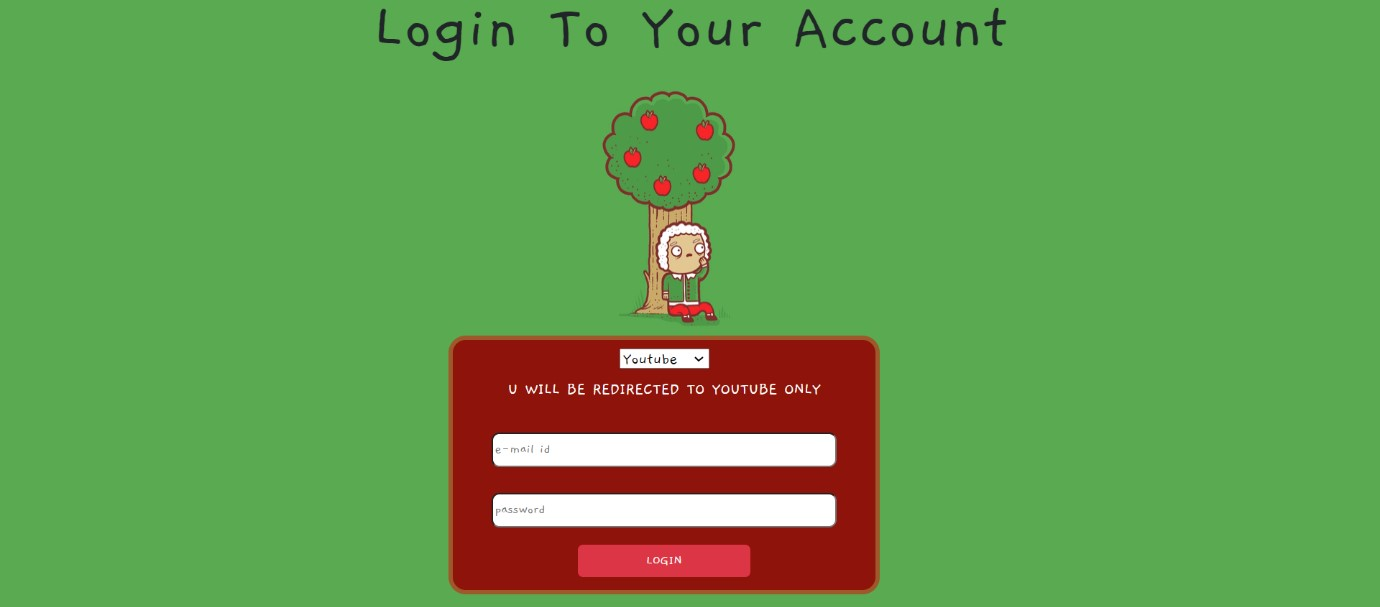 Login To Your Account
Youtube
U WILL BE REDIRECTED TO YOUTUBE ONLY
e-mail id
password
LOGIN